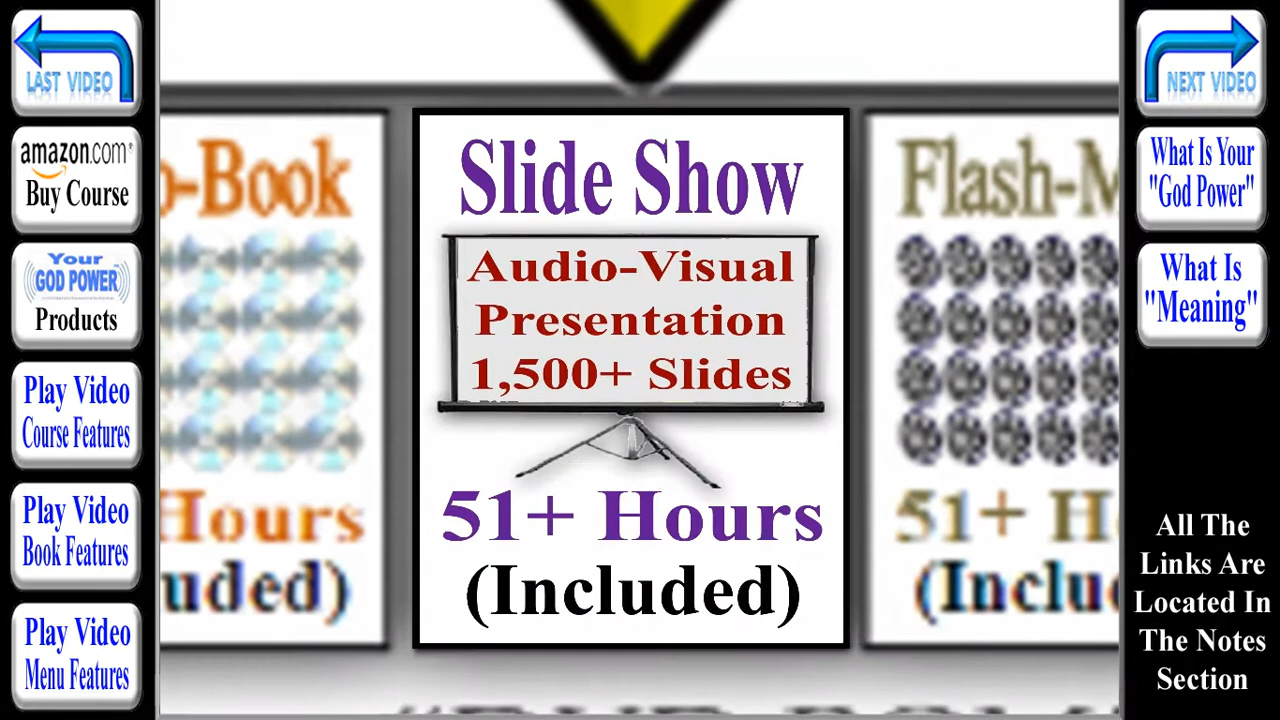 LAST VIDEO
amazon.com®
Buy Course
Your
GOD POWER
Products
Play Video
Course Features
Play Video
Book Features
Play Video
Menu Features
-Book
Hours
Slide Show
Audio-Visual
Presentation
1,500+ Slides
51+ Hours
(Included)
Flash-M
51+ H
(Inclu
NEXT VIDEO
What Is Your
"God Power"
What Is
"Meaning"
All The
Links Are
Located In
The Notes
Section